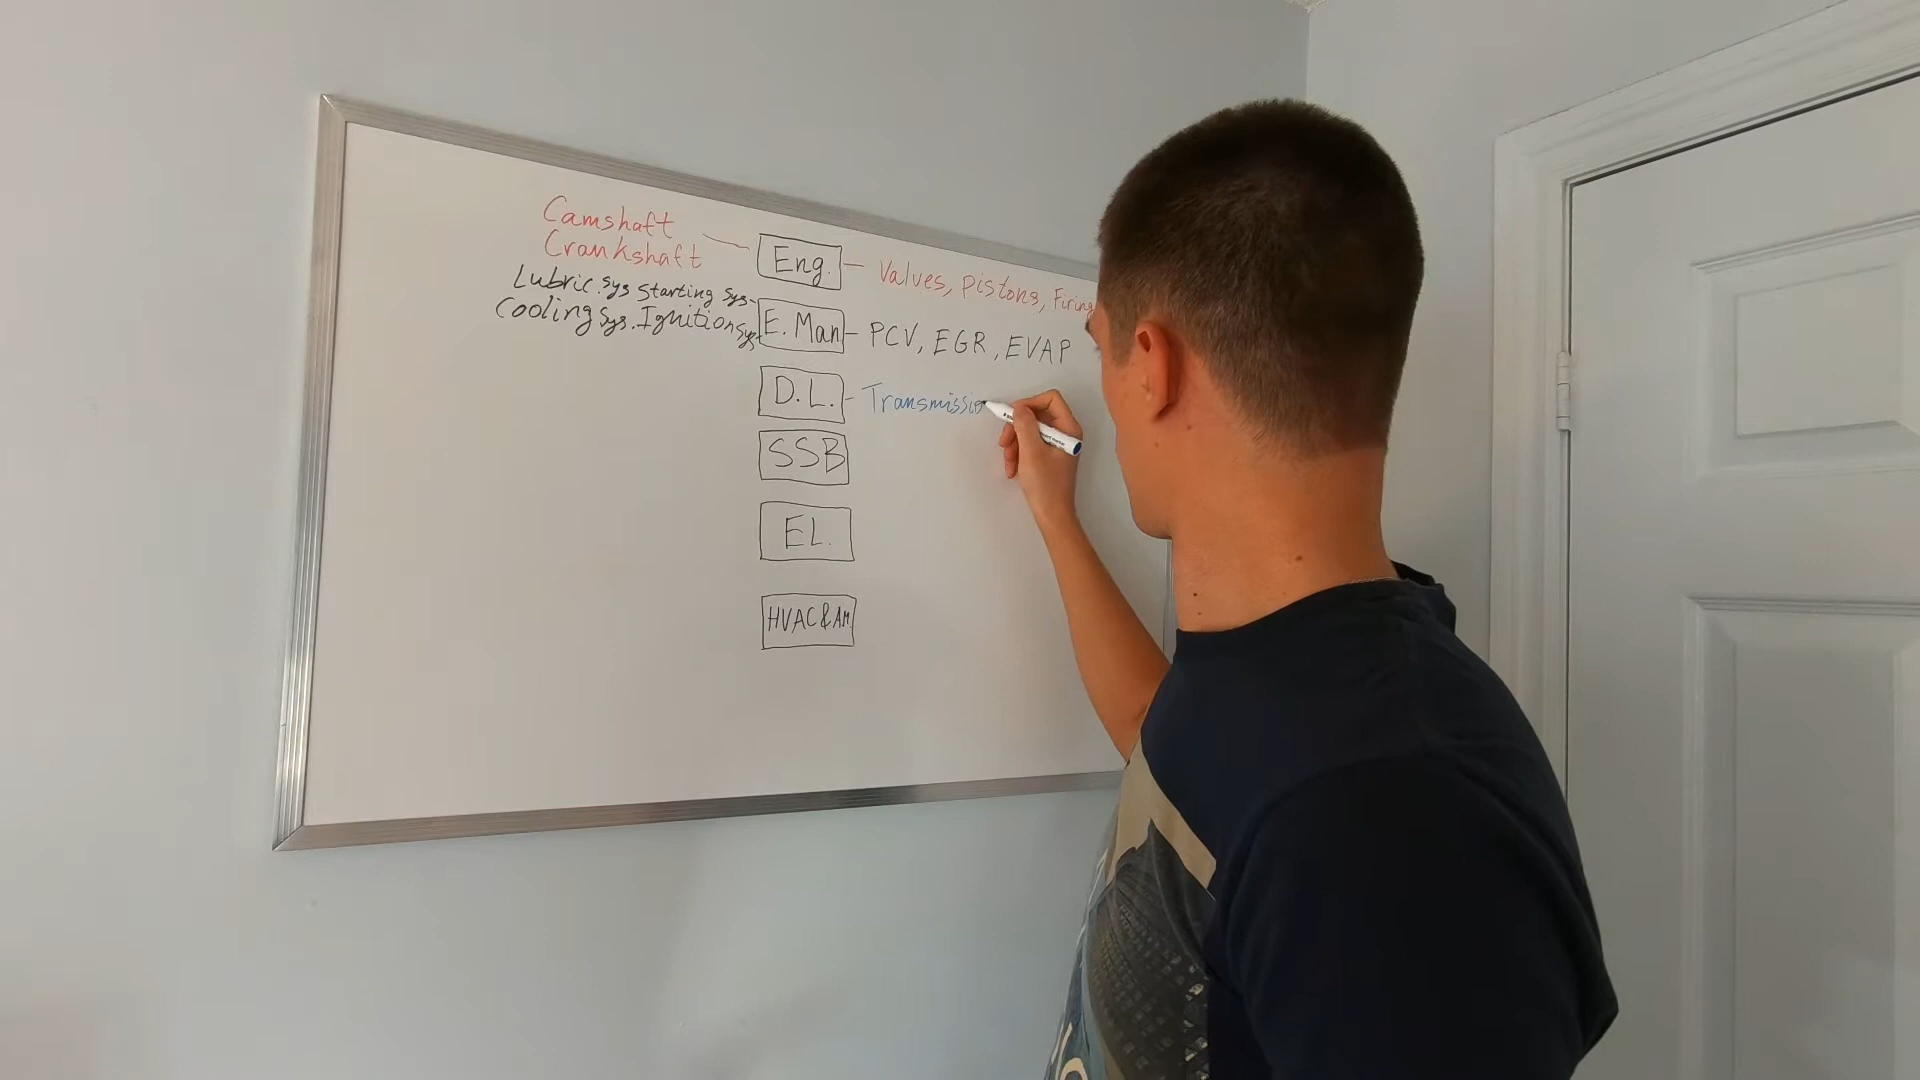 Camshaft
Crankshaft
Eng.
Valves, Pistons, Firing
Lubric. Sys Starting Sys
Cooling Sys. Ignition Sys
E. Man
PCV, EGR, EVAP
D.L.
Transmissio
SSB
EL.
HVAC & AM.